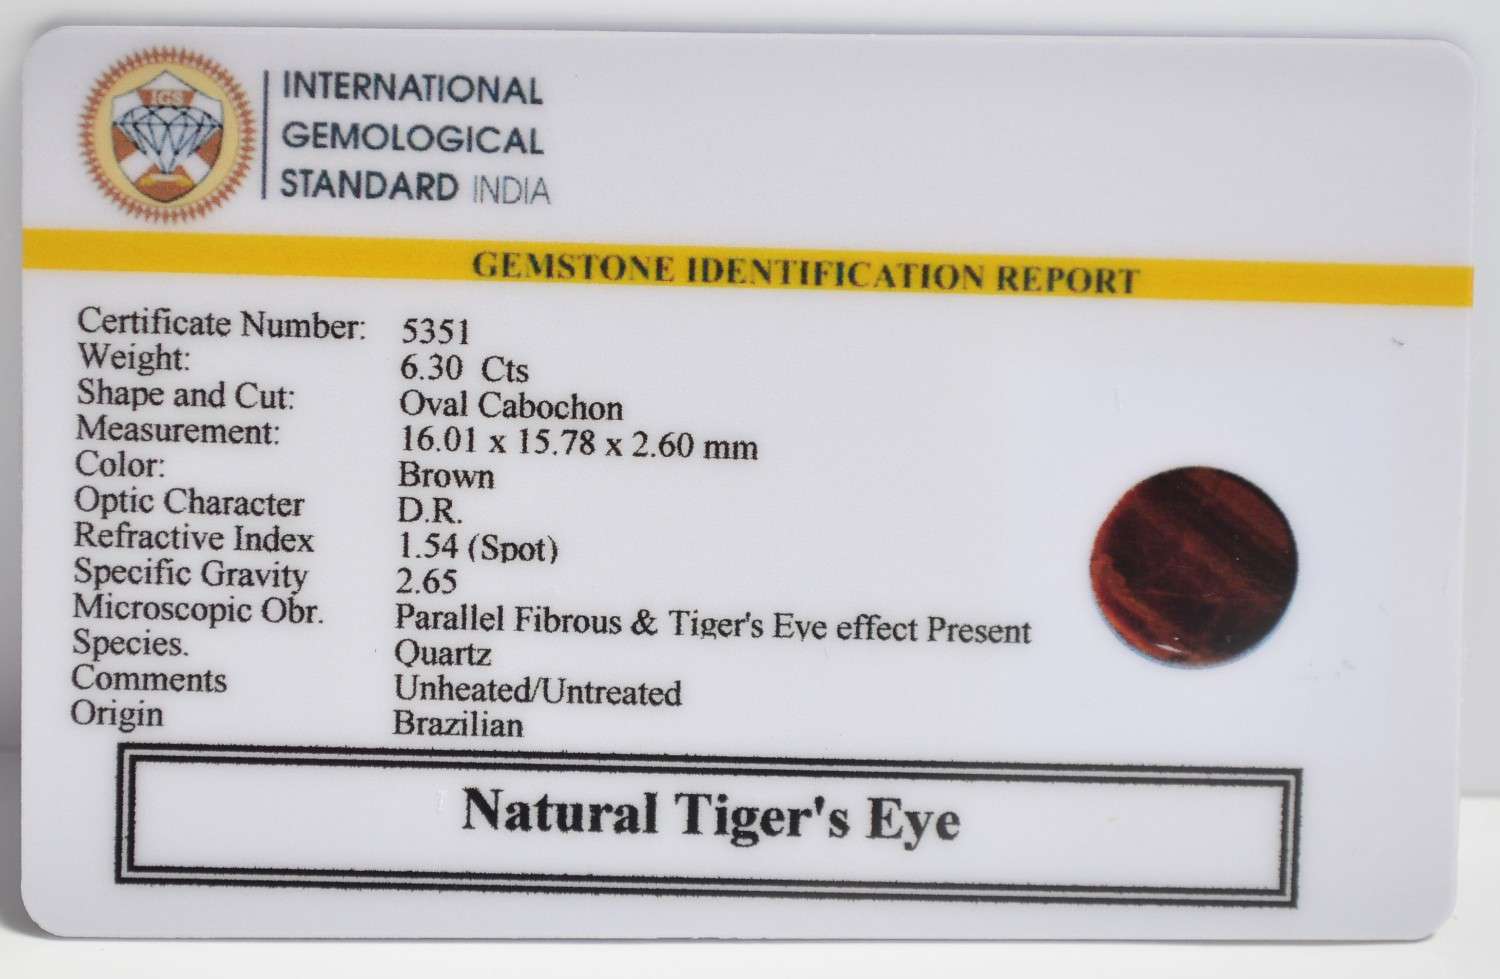 IGS
INTERNATIONAL
GEMOLOGICAL
STANDARD INDIA
GEMSTONE IDENTIFICATION REPORT
Certificate Number: 5351
Weight: 6.30 Cts
Shape and Cut: Oval Cabochon
Measurement: 16.01 x 15.78 x 2.60 mm
Color: Brown
Optic Character D.R.
Refractive Index 1.54 (Spot)
Specific Gravity 2.65
Microscopic Obr. Parallel Fibrous & Tiger's Eye effect Present
Species. Quartz
Comments Unheated/Untreated
Origin Brazilian
Natural Tiger's Eye